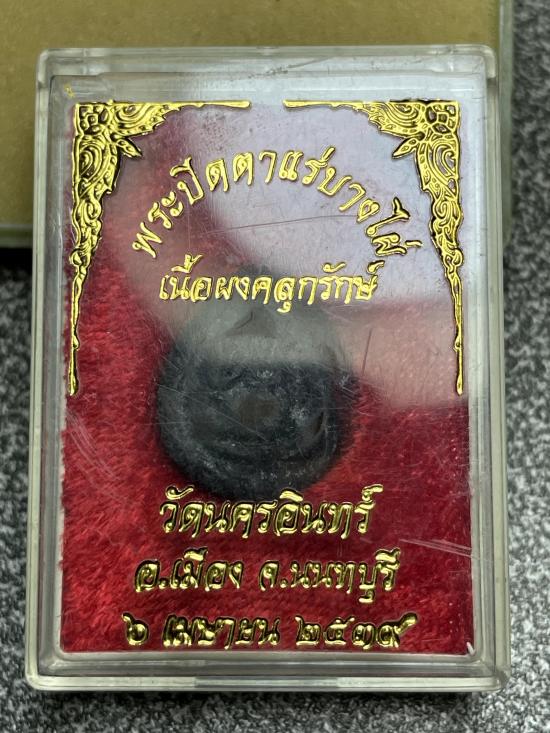 พระปิดตาแร่บางไผ่
เนื้อผงคลุกรักษ์
วัดนครอินทร์
อ.เมือง จ.นนทบุรี
๖ เมษายน ๒๕๓๙